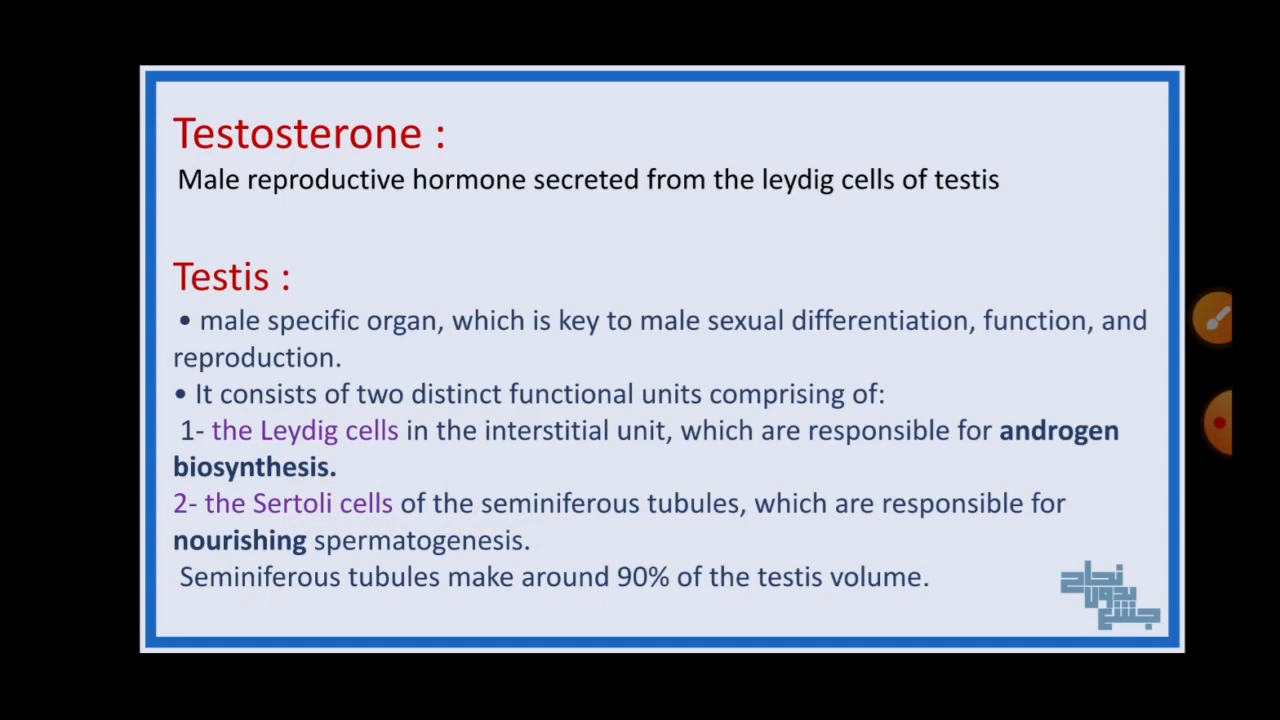 Testosterone :
Male reproductive hormone secreted from the leydig cells of testis
Testis :
• male specific organ, which is key to male sexual differentiation, function, and
reproduction.
• It consists of two distinct functional units comprising of:
1- the Leydig cells in the interstitial unit, which are responsible for androgen
biosynthesis.
2- the Sertoli cells of the seminiferous tubules, which are responsible for
nourishing spermatogenesis.
Seminiferous tubules make around 90% of the testis volume.
نجاح
بدون
جشع